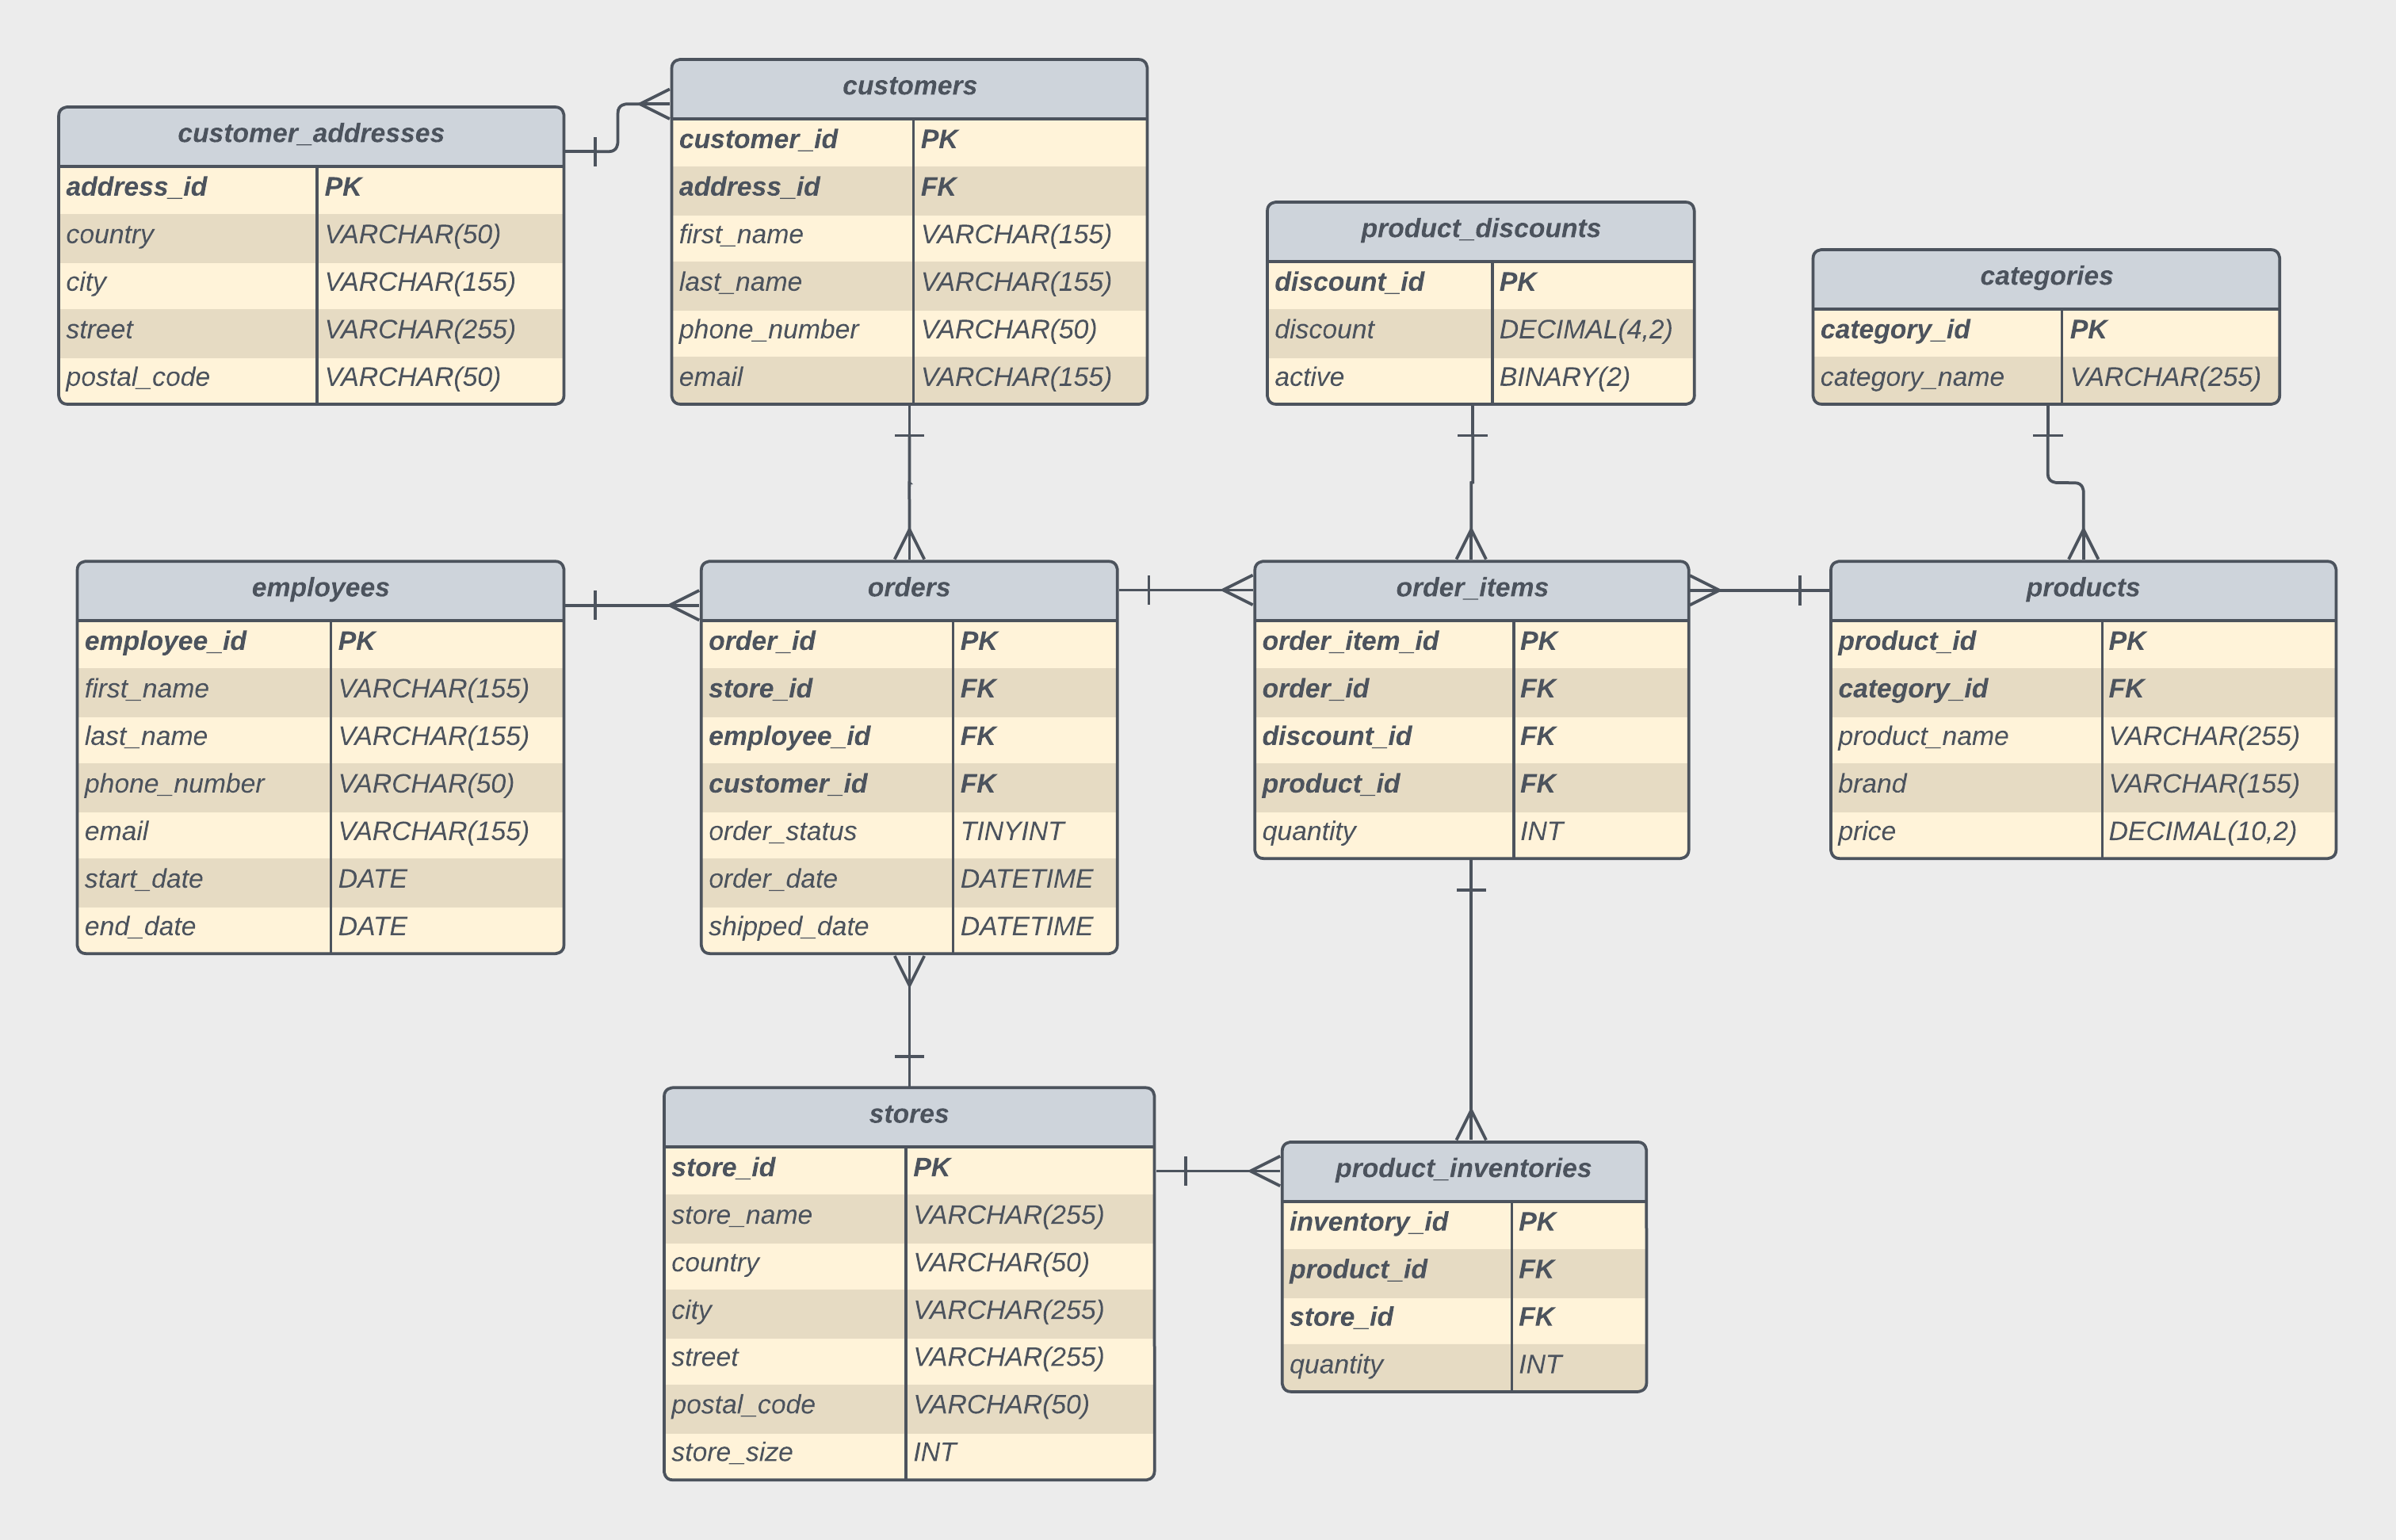 customer_addresses
address_id PK
country VARCHAR(50)
city VARCHAR(155)
street VARCHAR(255)
postal_code VARCHAR(50)
customers
customer_id PK
address_id FK
first_name VARCHAR(155)
last_name VARCHAR(155)
phone_number VARCHAR(50)
email VARCHAR(155)
product_discounts
discount_id PK
discount DECIMAL(4,2)
active BINARY(2)
categories
category_id PK
category_name VARCHAR(255)
employees
employee_id PK
first_name VARCHAR(155)
last_name VARCHAR(155)
phone_number VARCHAR(50)
email VARCHAR(155)
start_date DATE
end_date DATE
orders
order_id PK
store_id FK
employee_id FK
customer_id FK
order_status TINYINT
order_date DATETIME
shipped_date DATETIME
order_items
order_item_id PK
order_id FK
discount_id FK
product_id FK
quantity INT
products
product_id PK
category_id FK
product_name VARCHAR(255)
brand VARCHAR(155)
price DECIMAL(10,2)
stores
store_id PK
store_name VARCHAR(255)
country VARCHAR(50)
city VARCHAR(255)
street VARCHAR(255)
postal_code VARCHAR(50)
store_size INT
product_inventories
inventory_id PK
product_id FK
store_id FK
quantity INT